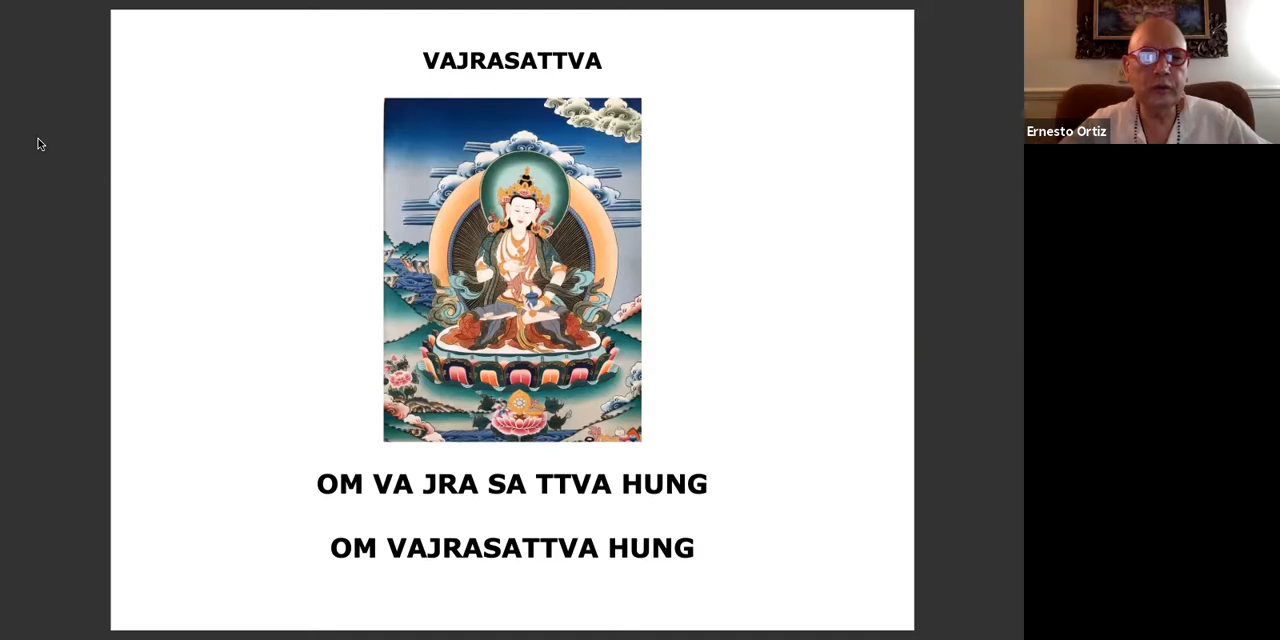 VAJRASATTVA
Ernesto Ortiz
OM VA JRA SA TTVA HUNG
OM VAJRASATTVA HUNG